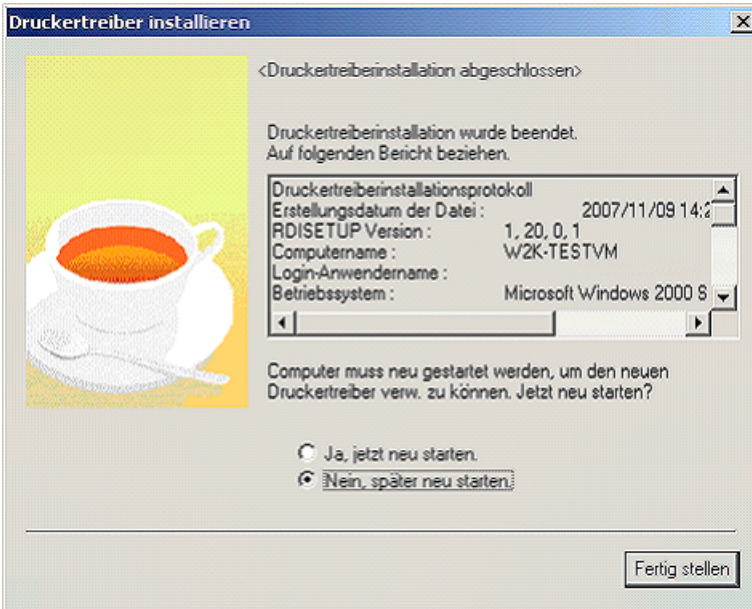 Druckertreiber installieren
<Druckertreiberinstallation abgeschlossen>
Druckertreiberinstallation wurde beendet.
Auf folgenden Bericht beziehen.
Druckertreiberinstallationsprotokoll
Erstellungsdatum der Datei : 2007/11/09 14:2
RDISETUP Version : 1, 20, 0, 1
Computername : W2K-TESTVM
Login-Anwendername :
Betriebssystem : Microsoft Windows 2000 S
Computer muss neu gestartet werden, um den neuen
Druckertreiber verw. zu können. Jetzt neu starten?
Ja, jetzt neu starten.
Nein, später neu starten.
Fertig stellen